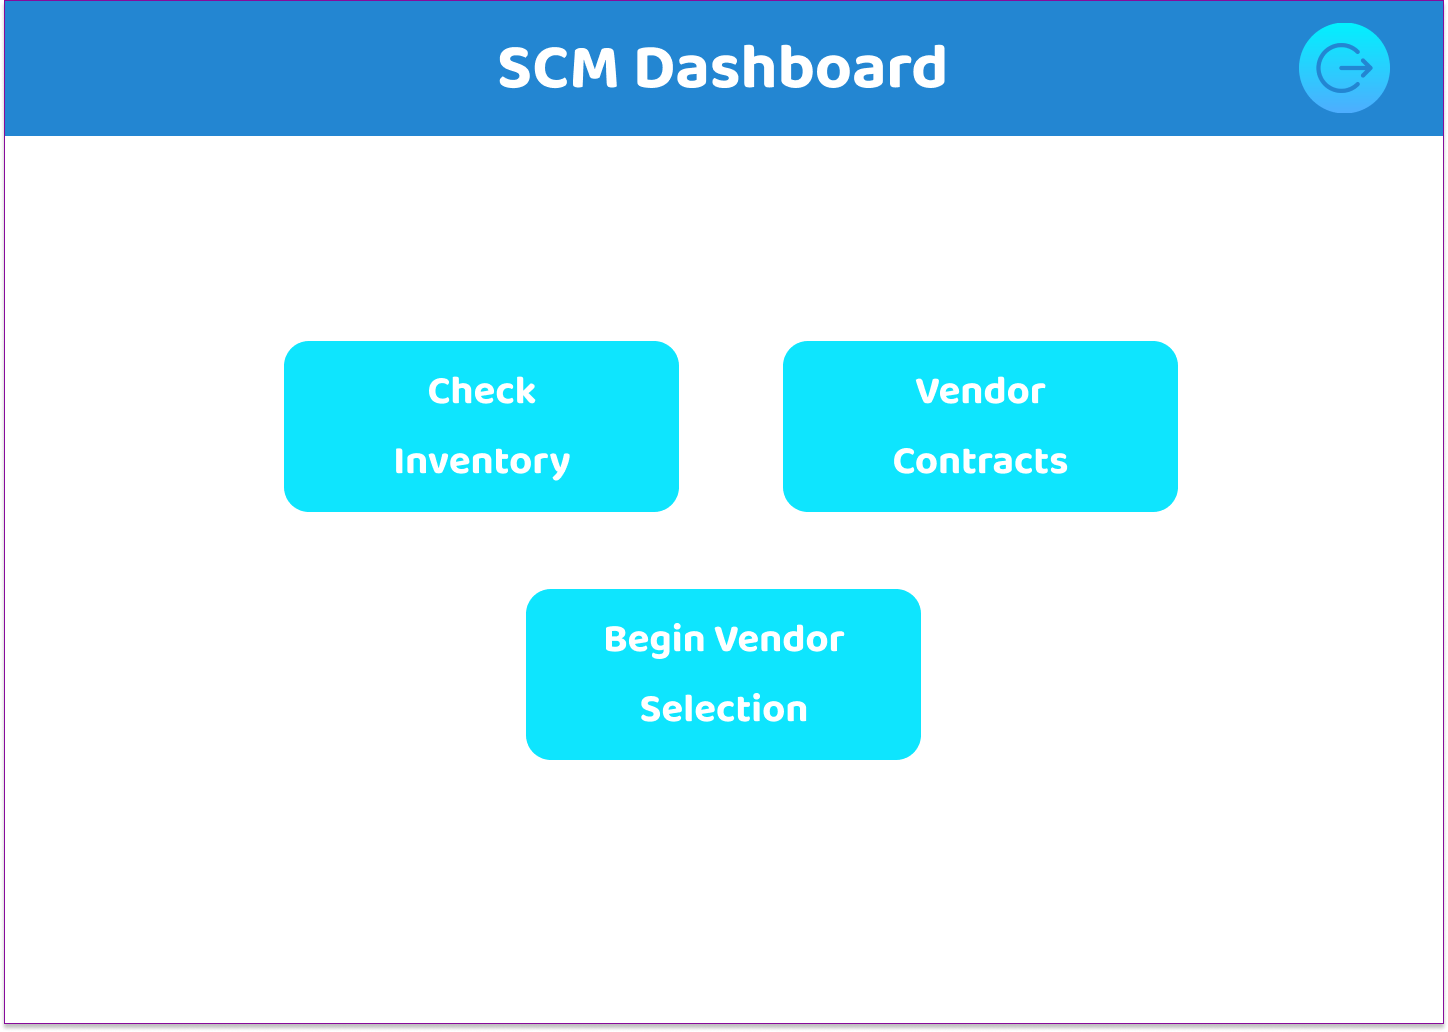 SCM Dashboard
Check
Inventory
Vendor
Contracts
Begin Vendor
Selection